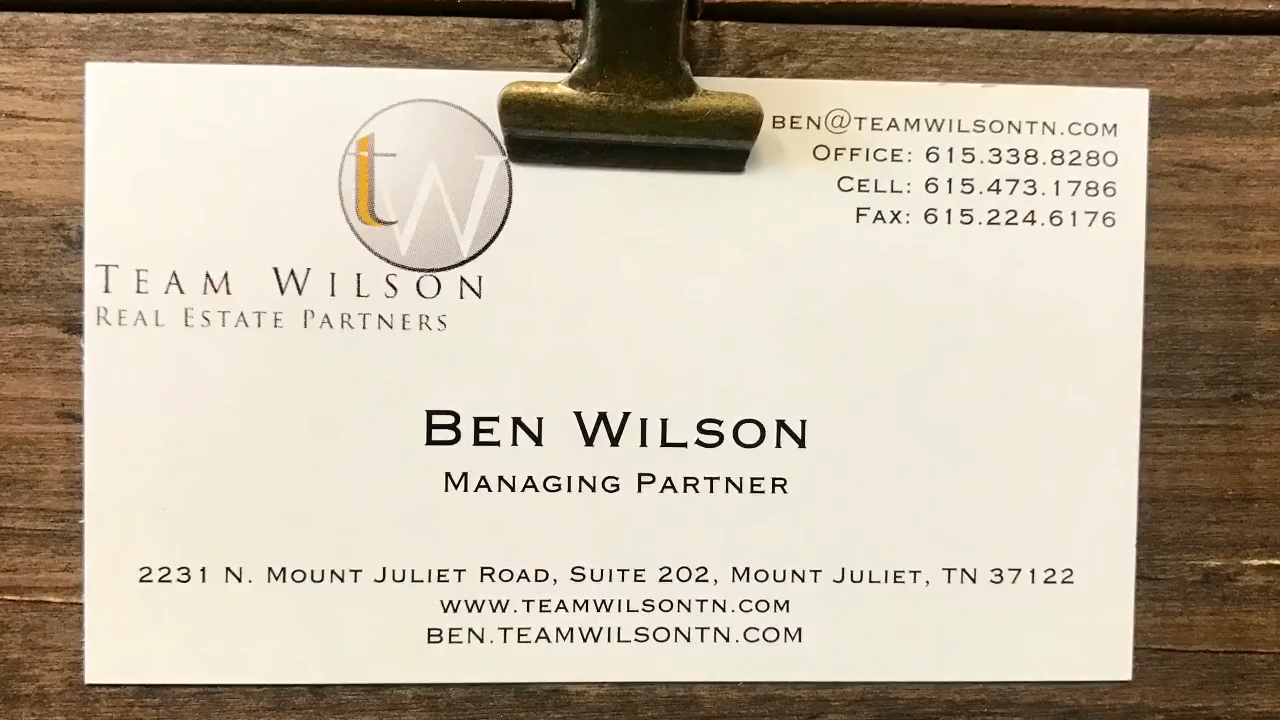 tW
TEAM WILSON
REAL ESTATE PARTNERS
BEN@TEAMWILSONTN.COM
OFFICE: 615.338.8280
CELL: 615.473.1786
FAX: 615.224.6176
BEN WILSON
MANAGING PARTNER
2231 N. MOUNT JULIET ROAD, SUITE 202, MOUNT JULIET, TN 37122
WWW.TEAMWILSONTN.COM
BEN.TEAMWILSONTN.COM